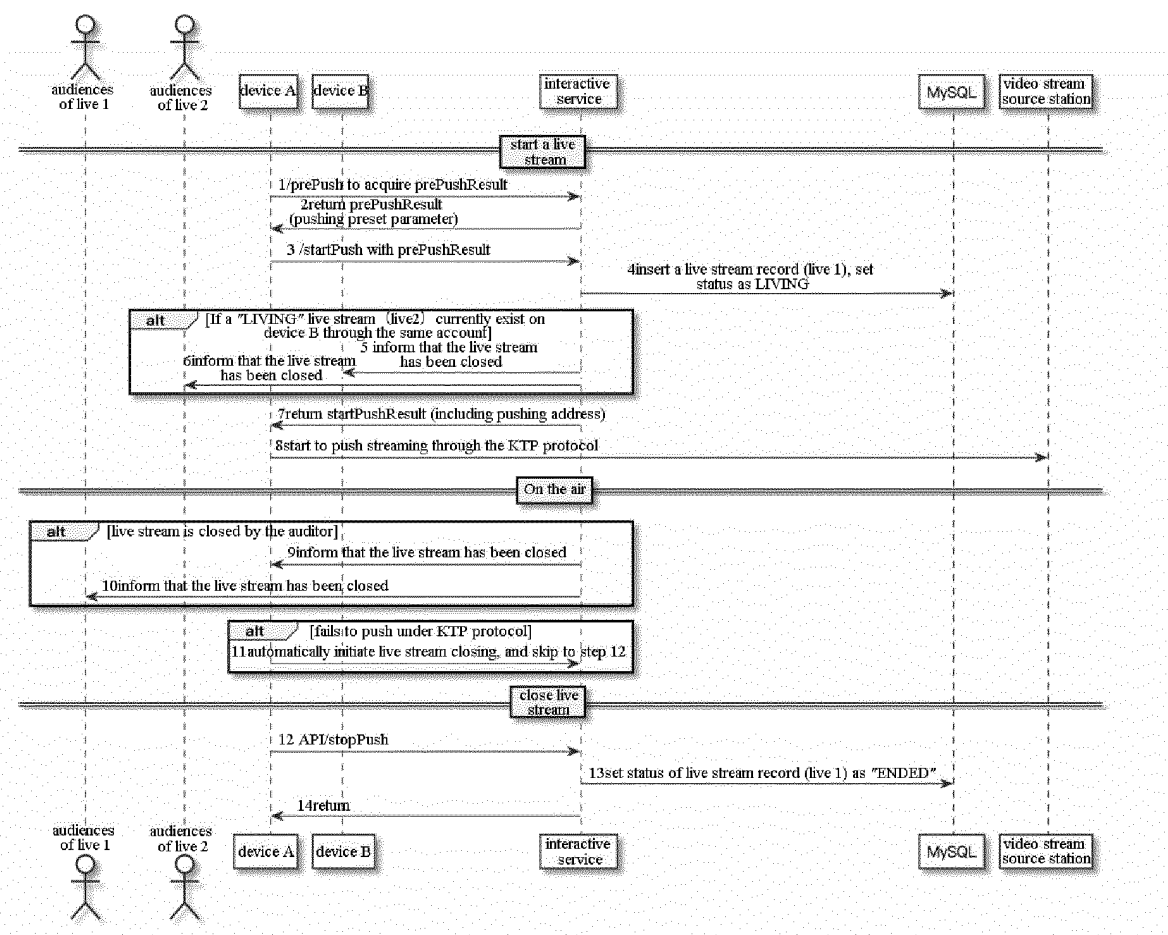 audiences
of live 1
audiences
of live 2
device A
device B
interactive
service
MySQL
video stream
source station
start a live
stream
1/prePush to acquire prePushResult
2return prePushResult
(pushing preset parameter)
3 /startPush with prePushResult
4insert a live stream record (live 1), set
status as LIVING
alt
[If a "LIVING" live stream (live2) currently exist on
device B through the same account]
5 inform that the live stream
has been closed
6inform that the live stream
has been closed
7return startPushResult (including pushing address)
8start to push streaming through the KTP protocol
On the air
alt
[live stream is closed by the auditor]
9inform that the live stream has been closed
10inform that the live stream has been closed
alt
[fails to push under KTP protocol]
11automatically initiate live stream closing, and skip to step 12
close live
stream
12 API/stopPush
13set status of live stream record (live 1) as "ENDED"
14return
audiences
of live 1
audiences
of live 2
device A
device B
interactive
service
MySQL
video stream
source station